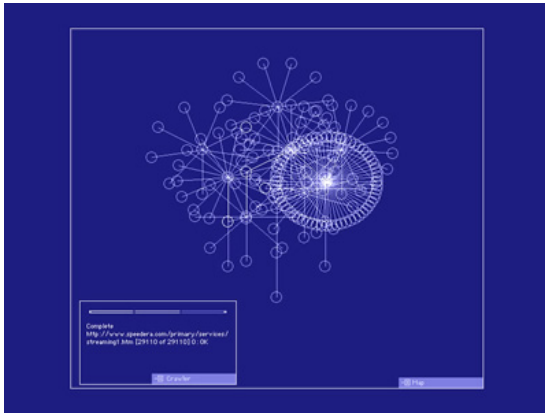 Complete
http://www.speedera.com/primary/services/
streaming1.htm [29110 of 29110] 0 : OK
Crawler
Map